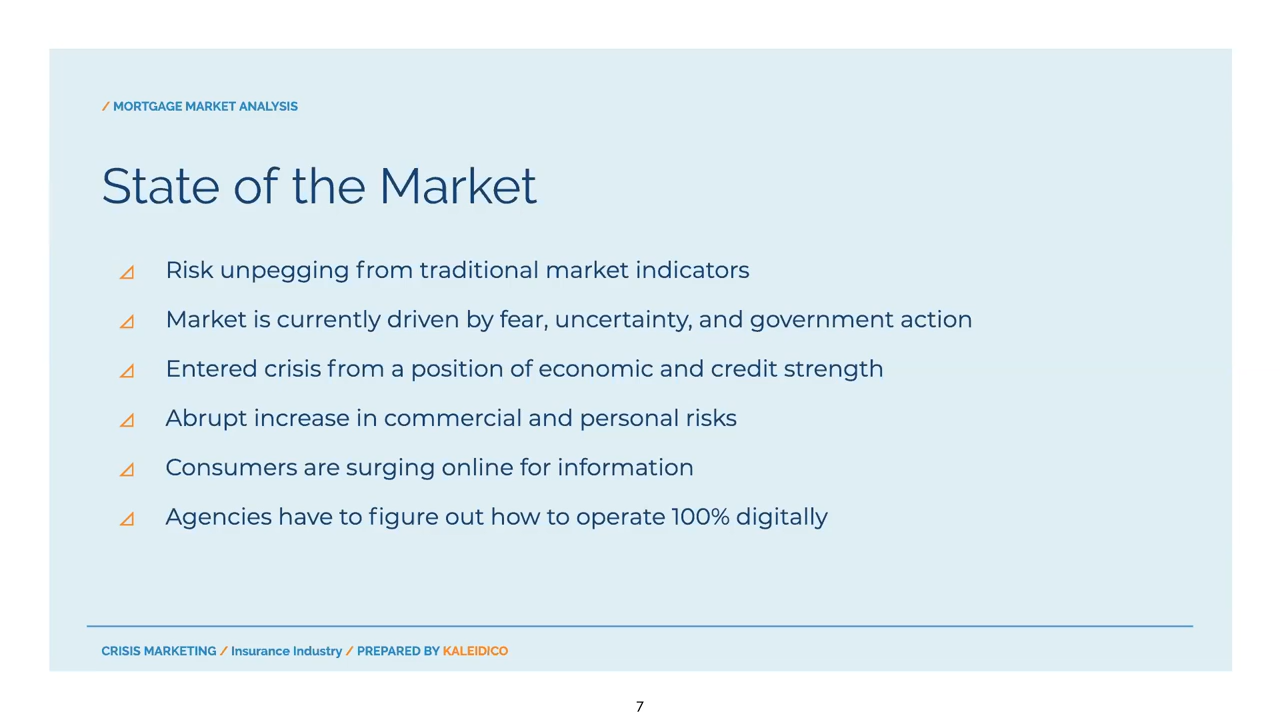 / MORTGAGE MARKET ANALYSIS
State of the Market
Risk unpegging from traditional market indicators
Market is currently driven by fear, uncertainty, and government action
Entered crisis from a position of economic and credit strength
Abrupt increase in commercial and personal risks
Consumers are surging online for information
Agencies have to figure out how to operate 100% digitally
CRISIS MARKETING / Insurance Industry / PREPARED BY KALEIDICO
7